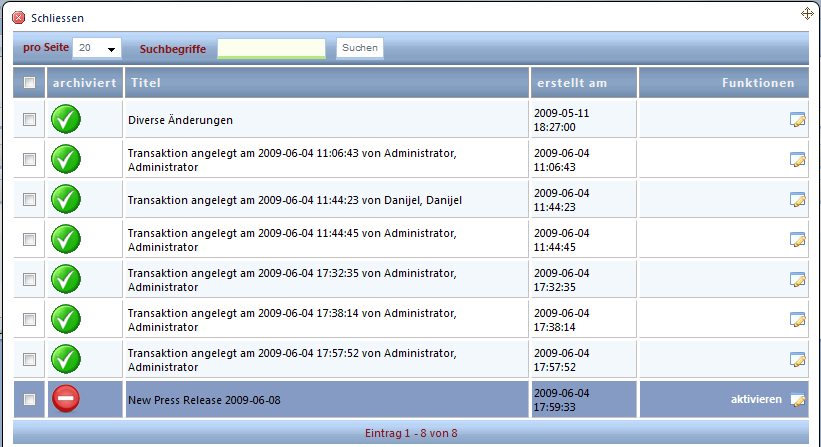 Schliessen
pro Seite 20 Suchbegriffe Suchen
archiviert Titel erstellt am Funktionen
Diverse Änderungen 2009-05-11
18:27:00
Transaktion angelegt am 2009-06-04 11:06:43 von Administrator, 2009-06-04
Administrator 11:06:43
Transaktion angelegt am 2009-06-04 11:44:23 von Danijel, Danijel 2009-06-04
11:44:23
Transaktion angelegt am 2009-06-04 11:44:45 von Administrator, 2009-06-04
Administrator 11:44:45
Transaktion angelegt am 2009-06-04 17:32:35 von Administrator, 2009-06-04
Administrator 17:32:35
Transaktion angelegt am 2009-06-04 17:38:14 von Administrator, 2009-06-04
Administrator 17:38:14
Transaktion angelegt am 2009-06-04 17:57:52 von Administrator, 2009-06-04
Administrator 17:57:52
New Press Release 2009-06-08 2009-06-04 aktivieren
17:59:33
Eintrag 1 - 8 von 8